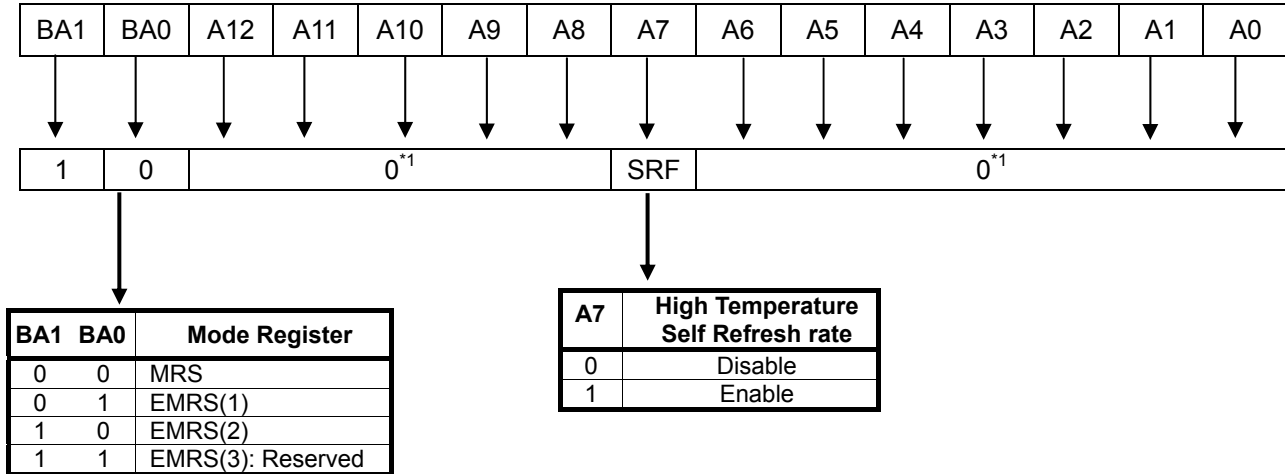 BA1 BA0 A12 A11 A10 A9 A8 A7 A6 A5 A4 A3 A2 A1 A0
1 0 0*1 SRF 0*1
BA1 BA0 Mode Register
0 0 MRS
0 1 EMRS(1)
1 0 EMRS(2)
1 1 EMRS(3): Reserved
A7 High Temperature
Self Refresh rate
0 Disable
1 Enable